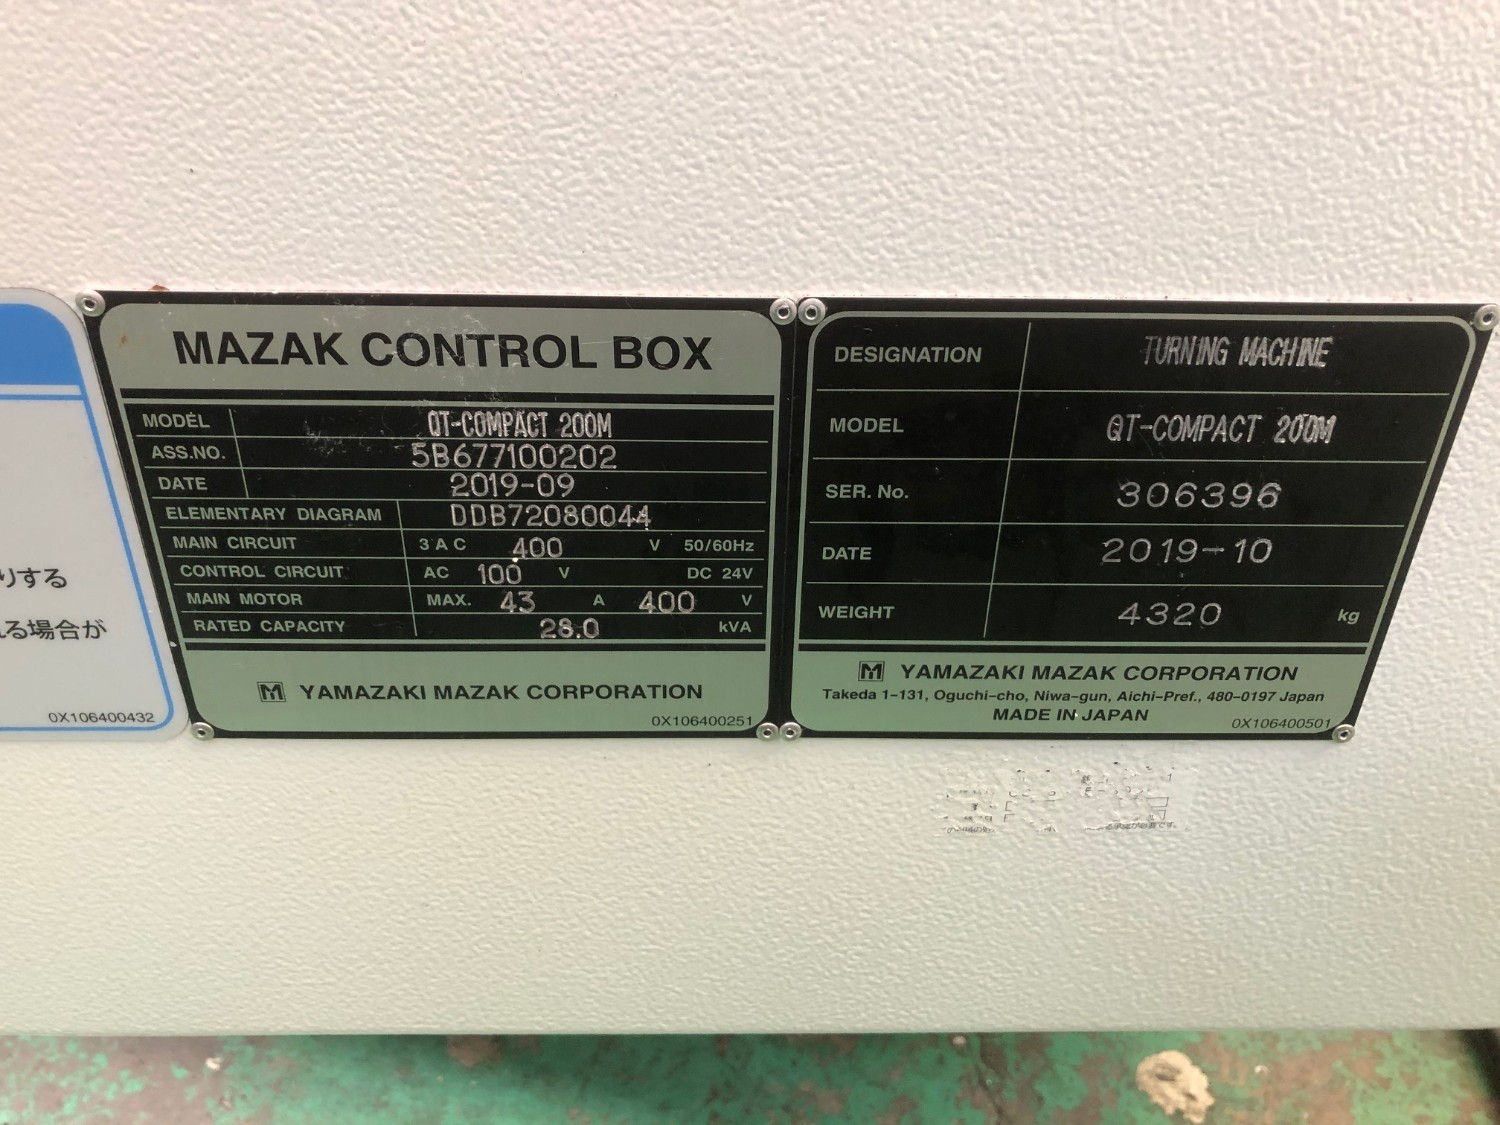 りする
れる場合が
0X106400432
MAZAK CONTROL BOX
MODEL QT-COMPACT 200M
ASS.NO. 5B677100202
DATE 2019-09
ELEMENTARY DIAGRAM DDB72080044
MAIN CIRCUIT 3 A C 400 V 50/60Hz
CONTROL CIRCUIT AC 100 V DC 24V
MAIN MOTOR MAX. 43 A 400 V
RATED CAPACITY 28.0 kVA
YAMAZAKI MAZAK CORPORATION
0X106400251
DESIGNATION TURNING MACHINE
MODEL QT-COMPACT 200M
SER. No. 306396
DATE 2019-10
WEIGHT 4320 kg
YAMAZAKI MAZAK CORPORATION
Takeda 1-131, Oguchi-cho, Niwa-gun, Aichi-Pref., 480-0197 Japan
MADE IN JAPAN
0X106400501